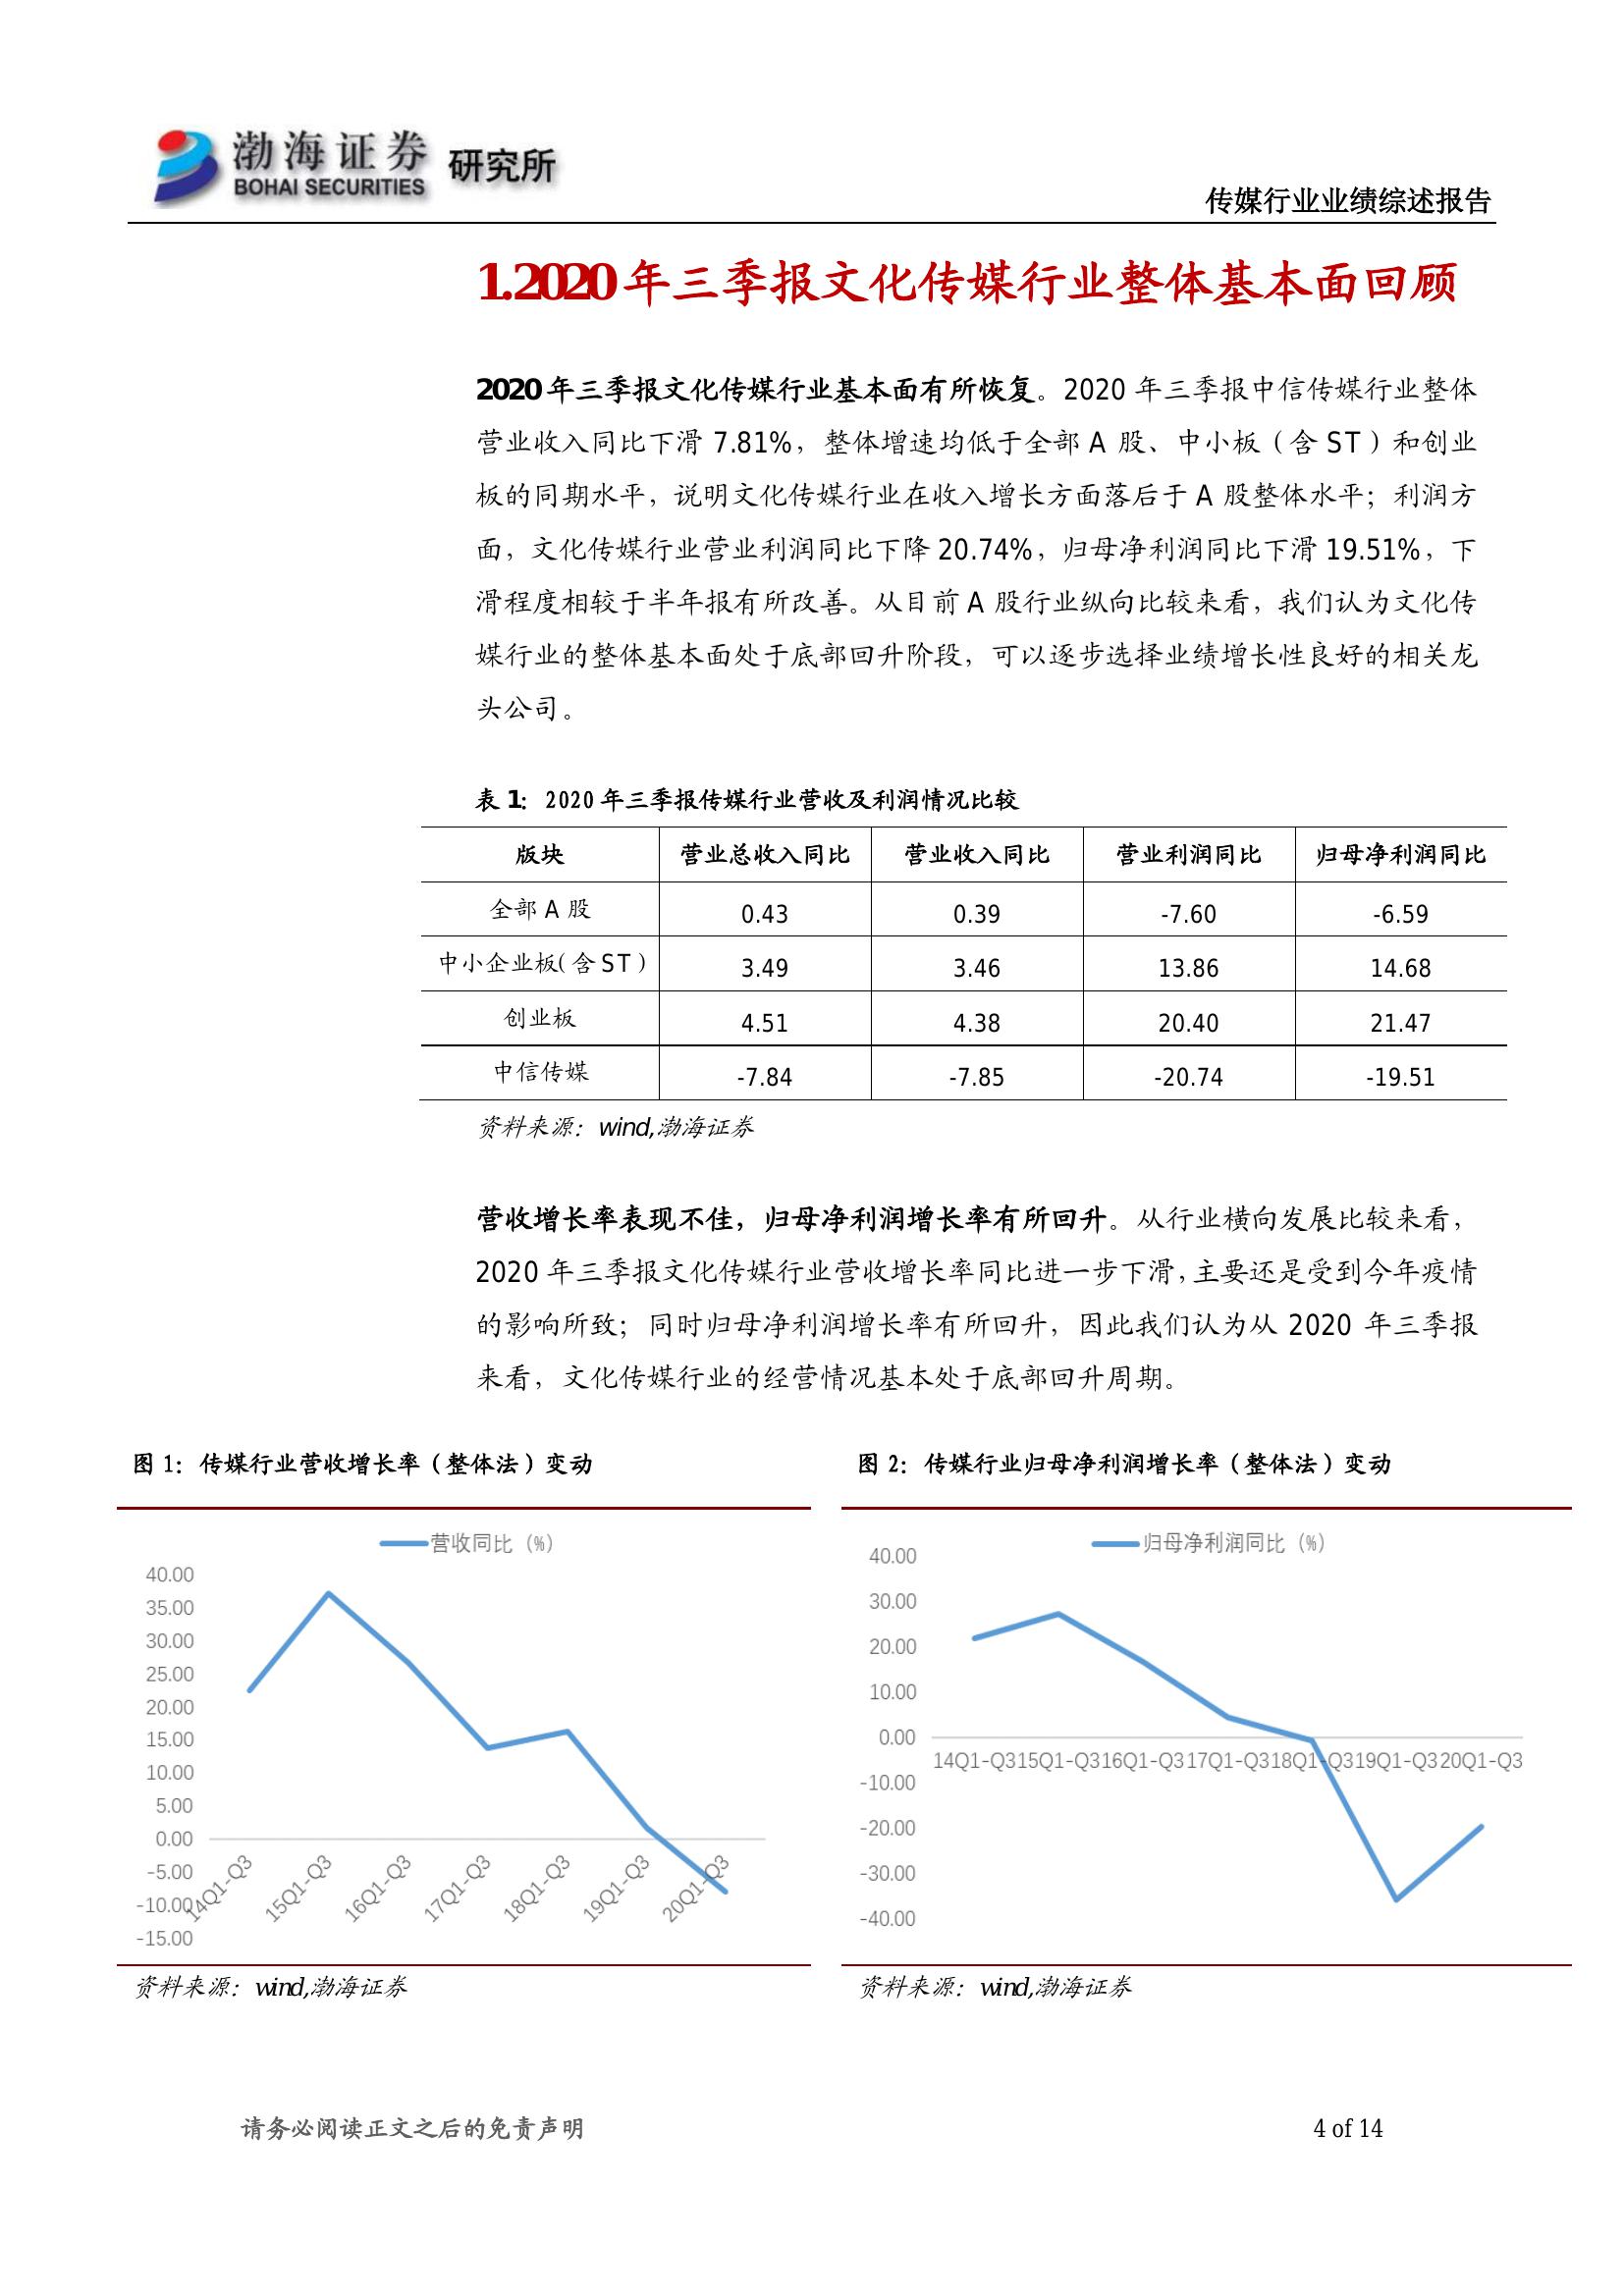 渤海证券 研究所
BOHAI SECURITIES
传媒行业业绩综述报告
1.2020年三季报文化传媒行业整体基本面回顾
2020年三季报文化传媒行业基本面有所恢复。2020 年三季报中信传媒行业整体
营业收入同比下滑 7.81%，整体增速均低于全部 A 股、中小板（含 ST）和创业
板的同期水平，说明文化传媒行业在收入增长方面落后于 A 股整体水平；利润方
面，文化传媒行业营业利润同比下降 20.74%，归母净利润同比下滑 19.51%，下
滑程度相较于半年报有所改善。从目前 A 股行业纵向比较来看，我们认为文化传
媒行业的整体基本面处于底部回升阶段，可以逐步选择业绩增长性良好的相关龙
头公司。
表 1：2020 年三季报传媒行业营收及利润情况比较
版块 营业总收入同比 营业收入同比 营业利润同比 归母净利润同比
全部 A 股 0.43 0.39 -7.60 -6.59
中小企业板(含 ST) 3.49 3.46 13.86 14.68
创业板 4.51 4.38 20.40 21.47
中信传媒 -7.84 -7.85 -20.74 -19.51
资料来源：wind,渤海证券
营收增长率表现不佳，归母净利润增长率有所回升。从行业横向发展比较来看，
2020 年三季报文化传媒行业营收增长率同比进一步下滑，主要还是受到今年疫情
的影响所致；同时归母净利润增长率有所回升，因此我们认为从 2020 年三季报
来看，文化传媒行业的经营情况基本处于底部回升周期。
图 1：传媒行业营收增长率（整体法）变动
营收同比（%）
40.00
35.00
30.00
25.00
20.00
15.00
10.00
5.00
0.00
-5.00
-10.00
-15.00
14Q1-Q3 15Q1-Q3 16Q1-Q3 17Q1-Q3 18Q1-Q3 19Q1-Q3 20Q1-Q3
资料来源：wind,渤海证券
图 2：传媒行业归母净利润增长率（整体法）变动
归母净利润同比（%）
40.00
30.00
20.00
10.00
0.00
-10.00
-20.00
-30.00
-40.00
14Q1-Q3 15Q1-Q3 16Q1-Q3 17Q1-Q3 18Q1-Q3 19Q1-Q3 20Q1-Q3
资料来源：wind,渤海证券
请务必阅读正文之后的免责声明 4 of 14